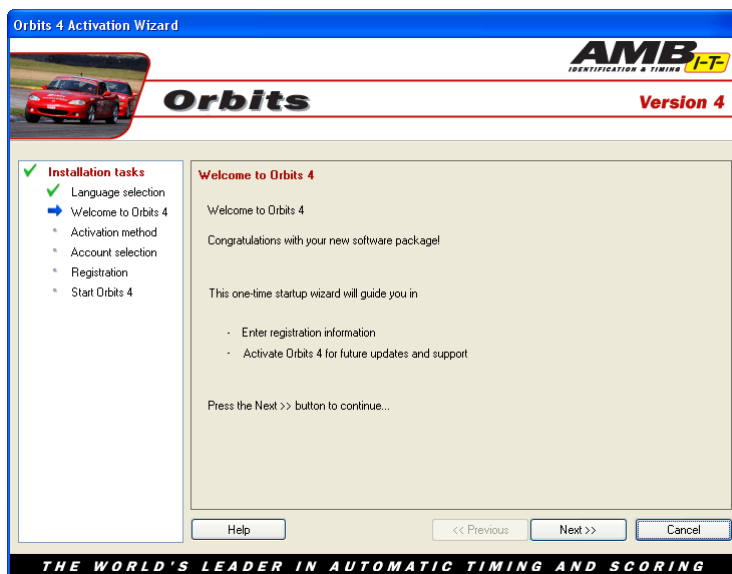 Orbits 4 Activation Wizard
AMB I-T-
IDENTIFICATION & TIMING
Orbits
Version 4
Installation tasks
Language selection
Welcome to Orbits 4
Activation method
Account selection
Registration
Start Orbits 4
Welcome to Orbits 4
Welcome to Orbits 4
Congratulations with your new software package!
This one-time startup wizard will guide you in
- Enter registration information
- Activate Orbits 4 for future updates and support
Press the Next >> button to continue...
Help
<< Previous
Next >>
Cancel
THE WORLD'S LEADER IN AUTOMATIC TIMING AND SCORING